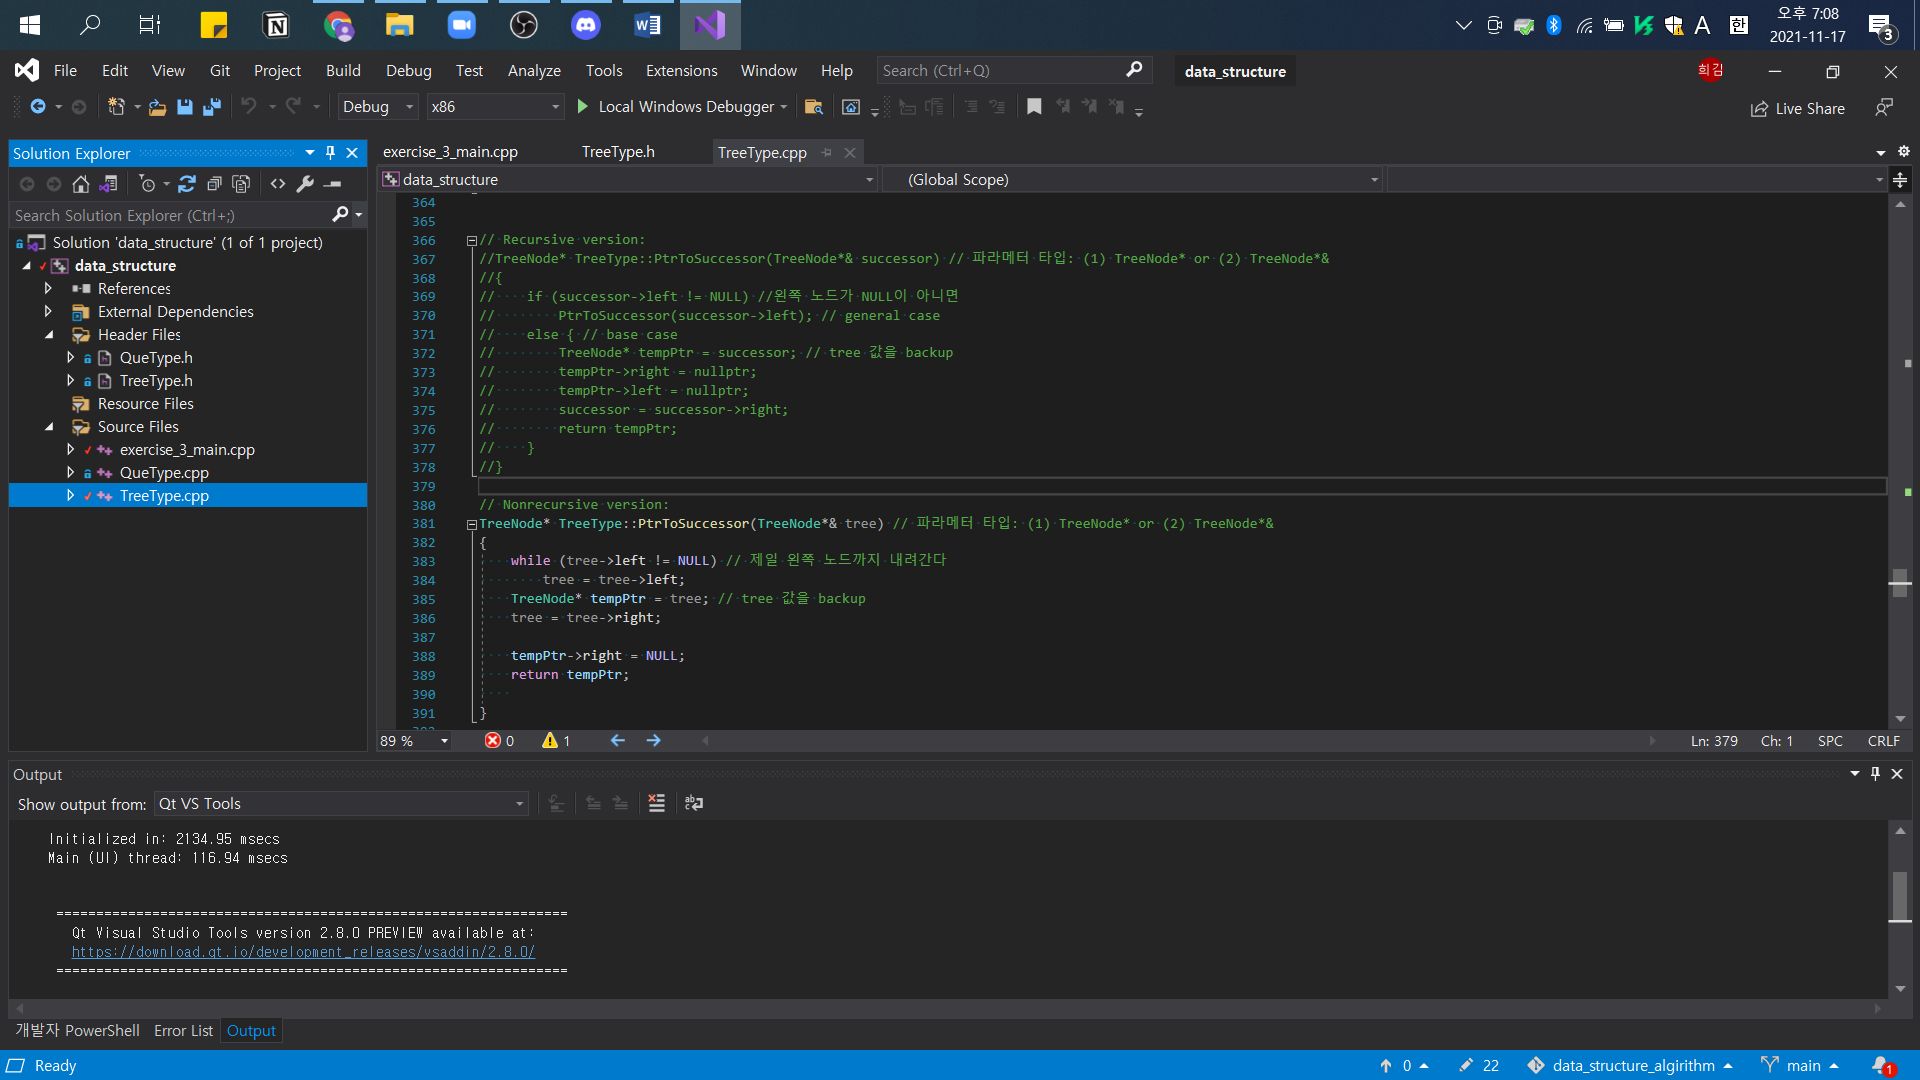 오후 7:08
2021-11-17
A
한
3
File Edit View Git Project Build Debug Test Analyze Tools Extensions Window Help Search (Ctrl+Q) data_structure 희김
Debug x86 Local Windows Debugger Live Share
Solution Explorer
Search Solution Explorer (Ctrl+;)
Solution 'data_structure' (1 of 1 project)
data_structure
References
External Dependencies
Header Files
QueType.h
TreeType.h
Resource Files
Source Files
exercise_3_main.cpp
QueType.cpp
TreeType.cpp
exercise_3_main.cpp TreeType.h TreeType.cpp
data_structure (Global Scope)
364
365
366 // Recursive version:
367 //TreeNode* TreeType::PtrToSuccessor(TreeNode*& successor) // 파라메터 타입: (1) TreeNode* or (2) TreeNode*&
368 //{
369 // if (successor->left != NULL) //왼쪽 노드가 NULL이 아니면
370 // PtrToSuccessor(successor->left); // general case
371 // else { // base case
372 // TreeNode* tempPtr = successor; // tree 값을 backup
373 // tempPtr->right = nullptr;
374 // tempPtr->left = nullptr;
375 // successor = successor->right;
376 // return tempPtr;
377 // }
378 //}
379
380 // Nonrecursive version:
381 TreeNode* TreeType::PtrToSuccessor(TreeNode*& tree) // 파라메터 타입: (1) TreeNode* or (2) TreeNode*&
382 {
383 while (tree->left != NULL) // 제일 왼쪽 노드까지 내려간다
384 tree = tree->left;
385 TreeNode* tempPtr = tree; // tree 값을 backup
386 tree = tree->right;
387
388 tempPtr->right = NULL;
389 return tempPtr;
390
391 }
89 % 0 1 Ln: 379 Ch: 1 SPC CRLF
Output
Show output from: Qt VS Tools
Initialized in: 2134.95 msecs
Main (UI) thread: 116.94 msecs
================================================================
Qt Visual Studio Tools version 2.8.0 PREVIEW available at:
https://download.qt.io/development_releases/vsaddin/2.8.0/
================================================================
개발자 PowerShell Error List Output
Ready 0 22 data_structure_algirithm main 1